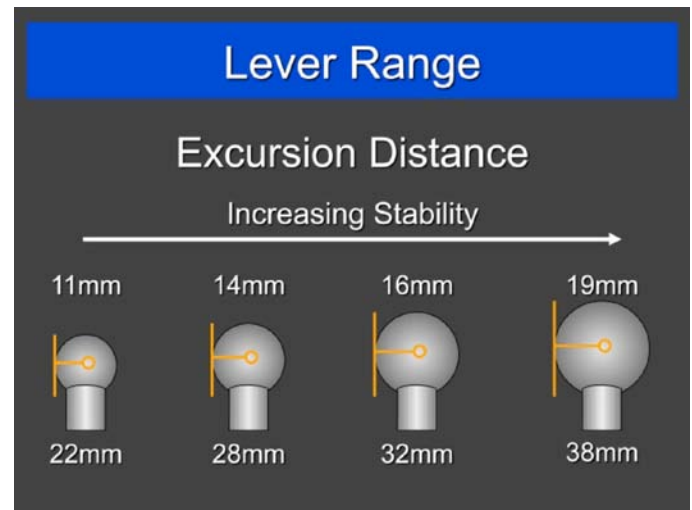 Lever Range
Excursion Distance
Increasing Stability
11mm 14mm 16mm 19mm
22mm 28mm 32mm 38mm